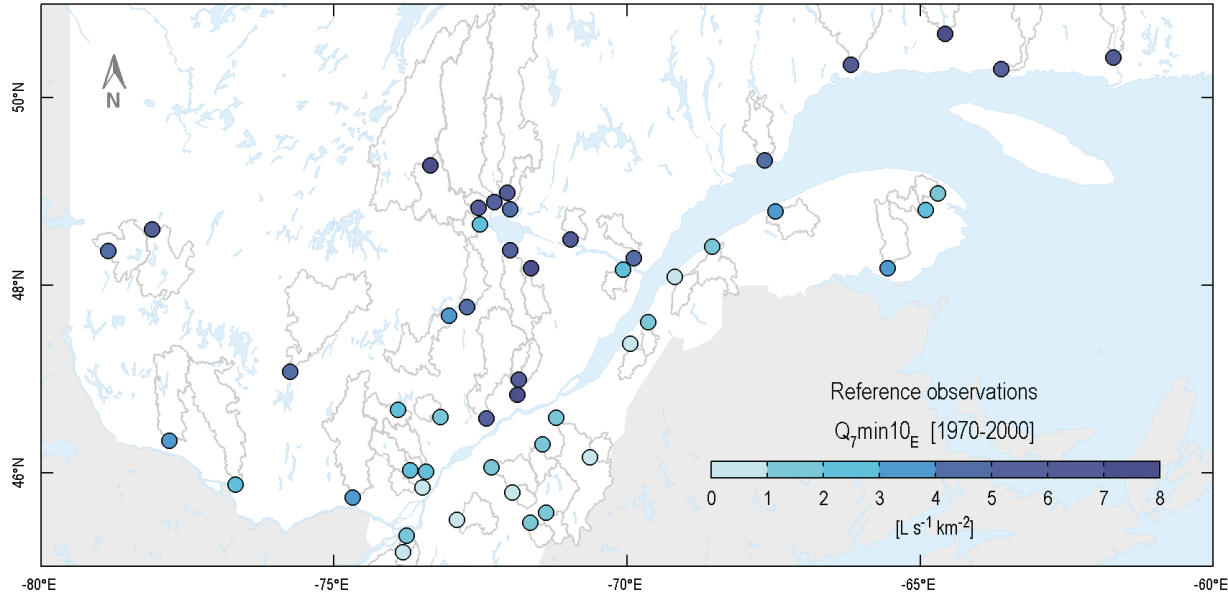 50°N
N
48°N
46°N
Reference observations
Q₇min10E [1970-2000]
0 1 2 3 4 5 6 7 8
[L s⁻¹ km⁻²]
-80°E -75°E -70°E -65°E -60°E